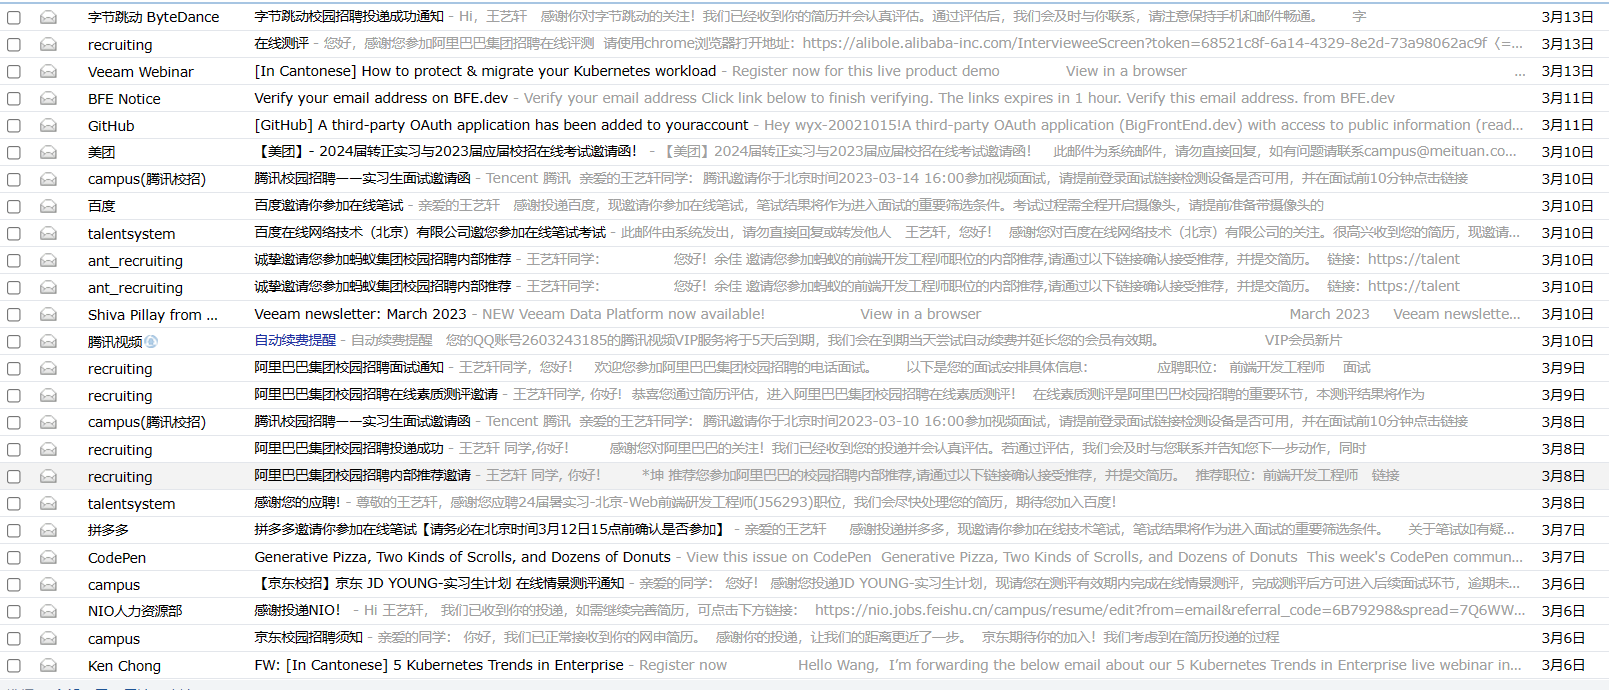 字节跳动 ByteDance 字节跳动校园招聘投递成功通知 - Hi，王艺轩 感谢你对字节跳动的关注！我们已经收到你的简历并会认真评估。通过评估后，我们会及时与你联系，请注意保持手机和邮件畅通。 字 3月13日
recruiting 在线测评 - 您好，感谢您参加阿里巴巴集团招聘在线评测 请使用chrome浏览器打开地址：https://alibole.alibaba-inc.com/IntervieweeScreen?token=68521c8f-6a14-4329-8e2d-73a98062ac9f〈=... 3月13日
Veeam Webinar [In Cantonese] How to protect & migrate your Kubernetes workload - Register now for this live product demo View in a browser ... 3月13日
BFE Notice Verify your email address on BFE.dev - Verify your email address Click link below to finish verifying. The links expires in 1 hour. Verify this email address. from BFE.dev 3月11日
GitHub [GitHub] A third-party OAuth application has been added to youraccount - Hey wyx-20021015!A third-party OAuth application (BigFrontEnd.dev) with access to public information (read... 3月11日
美团 【美团】- 2024届转正实习与2023届应届校招在线考试邀请函！ - 【美团】2024届转正实习与2023届应届校招在线考试邀请函！ 此邮件为系统邮件，请勿直接回复，如有问题请联系campus@meituan.co... 3月10日
campus(腾讯校招) 腾讯校园招聘——实习生面试邀请函 - Tencent 腾讯 亲爱的王艺轩同学：腾讯邀请你于北京时间2023-03-14 16:00参加视频面试，请提前登录面试链接检测设备是否可用，并在面试前10分钟点击链接 3月10日
百度 百度邀请你参加在线笔试 - 亲爱的王艺轩 感谢投递百度，现邀请你参加在线笔试，笔试结果将作为进入面试的重要筛选条件。考试过程需全程开启摄像头，请提前准备带摄像头的 3月10日
talentsystem 百度在线网络技术（北京）有限公司邀您参加在线笔试考试 - 此邮件由系统发出，请勿直接回复或转发他人 王艺轩，您好！ 感谢您对百度在线网络技术（北京）有限公司的关注。很高兴收到您的简历，现邀请... 3月10日
ant_recruiting 诚挚邀请您参加蚂蚁集团校园招聘内部推荐 - 王艺轩同学： 您好！余佳 邀请您参加蚂蚁的前端开发工程师职位的内部推荐,请通过以下链接确认接受推荐，并提交简历。 链接：https://talent 3月10日
ant_recruiting 诚挚邀请您参加蚂蚁集团校园招聘内部推荐 - 王艺轩同学： 您好！余佳 邀请您参加蚂蚁的前端开发工程师职位的内部推荐,请通过以下链接确认接受推荐，并提交简历。 链接：https://talent 3月10日
Shiva Pillay from ... Veeam newsletter: March 2023 - NEW Veeam Data Platform now available! View in a browser March 2023 Veeam newslette... 3月10日
腾讯视频 自动续费提醒 - 自动续费提醒 您的QQ账号2603243185的腾讯视频VIP服务将于5天后到期，我们会在到期当天尝试自动续费并延长您的会员有效期。 VIP会员新片 3月10日
recruiting 阿里巴巴集团校园招聘面试通知 - 王艺轩同学，您好！ 欢迎您参加阿里巴巴集团校园招聘的电话面试。 以下是您的面试安排具体信息： 应聘职位： 前端开发工程师 面试 3月9日
recruiting 阿里巴巴集团校园招聘在线素质测评邀请 - 王艺轩同学, 你好！恭喜您通过简历评估，进入阿里巴巴集团校园招聘在线素质测评！ 在线素质测评是阿里巴巴校园招聘的重要环节，本测评结果将作为 3月9日
campus(腾讯校招) 腾讯校园招聘——实习生面试邀请函 - Tencent 腾讯 亲爱的王艺轩同学：腾讯邀请你于北京时间2023-03-10 16:00参加视频面试，请提前登录面试链接检测设备是否可用，并在面试前10分钟点击链接 3月8日
recruiting 阿里巴巴集团校园招聘投递成功 - 王艺轩 同学,你好！ 感谢您对阿里巴巴的关注！我们已经收到您的投递并会认真评估。若通过评估，我们会及时与您联系并告知您下一步动作，同时 3月8日
recruiting 阿里巴巴集团校园招聘内部推荐邀请 - 王艺轩 同学, 你好！ *坤 推荐您参加阿里巴巴的校园招聘内部推荐,请通过以下链接确认接受推荐，并提交简历。 推荐职位：前端开发工程师 链接 3月8日
talentsystem 感谢您的应聘! - 尊敬的王艺轩，感谢您应聘24届暑实习-北京-Web前端研发工程师(J56293)职位，我们会尽快处理您的简历，期待您加入百度！ 3月8日
拼多多 拼多多邀请你参加在线笔试【请务必在北京时间3月12日15点前确认是否参加】 - 亲爱的王艺轩 感谢投递拼多多，现邀请你参加在线技术笔试，笔试结果将作为进入面试的重要筛选条件。 关于笔试如有疑... 3月7日
CodePen Generative Pizza, Two Kinds of Scrolls, and Dozens of Donuts - View this issue on CodePen Generative Pizza, Two Kinds of Scrolls, and Dozens of Donuts This week's CodePen commun... 3月7日
campus 【京东校招】京东 JD YOUNG-实习生计划 在线情景测评通知 - 亲爱的同学： 您好！ 感谢您投递JD YOUNG-实习生计划，现请您在测评有效期内完成在线情景测评，完成测评后方可进入后续面试环节，逾期未... 3月6日
NIO人力资源部 感谢投递NIO！ - Hi 王艺轩， 我们已收到你的投递，如需继续完善简历，可点击下方链接： https://nio.jobs.feishu.cn/campus/resume/edit?from=email&referral_code=6B79298&spread=7Q6WW... 3月6日
campus 京东校园招聘须知 - 亲爱的同学： 你好，我们已正常接收到你的网申简历。 感谢你的投递，让我们的距离更近了一步。 京东期待你的加入！我们考虑到在简历投递的过程 3月6日
Ken Chong FW: [In Cantonese] 5 Kubernetes Trends in Enterprise - Register now Hello Wang, I’m forwarding the below email about our 5 Kubernetes Trends in Enterprise live webinar in... 3月6日